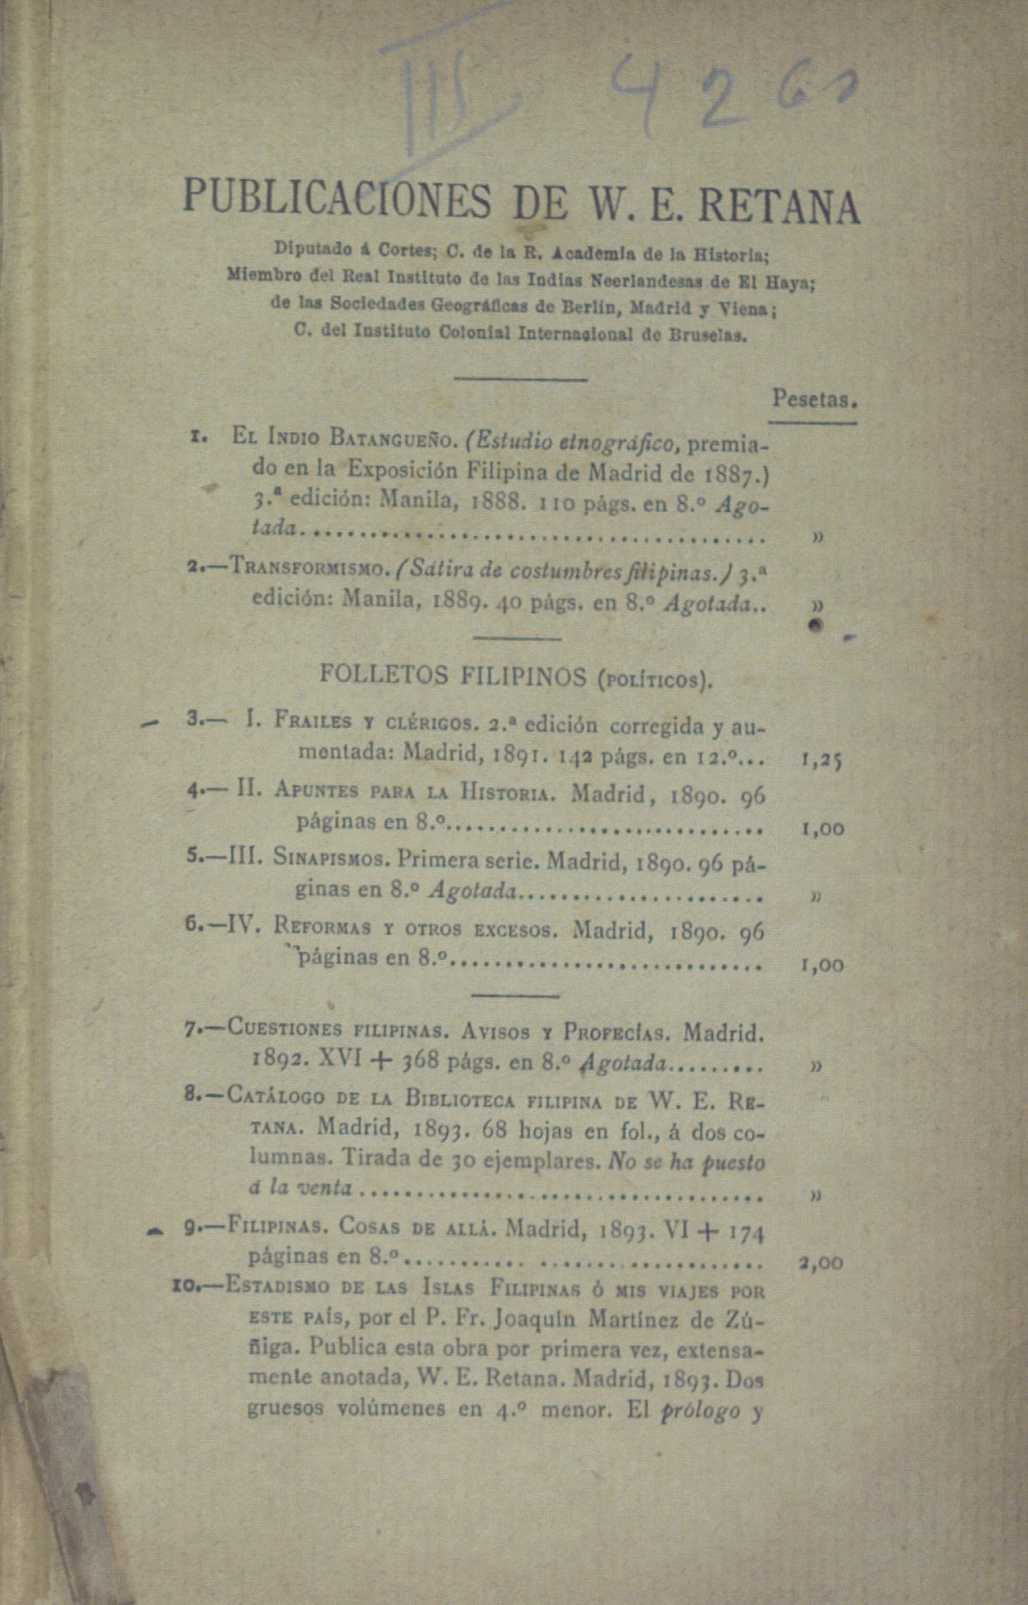 III 4260
PUBLICACIONES DE W. E. RETANA
Diputado á Cortes; C. de la R. Academia de la Historia;
Miembro del Real Instituto de las Indias Neerlandesas de El Haya;
de las Sociedades Geográficas de Berlin, Madrid y Viena;
C. del Instituto Colonial Internacional de Bruselas.
Pesetas.
1. EL INDIO BATANGUEÑO. (Estudio etnográfico, premia-
do en la Exposición Filipina de Madrid de 1887.)
3.ª edición: Manila, 1888. 110 págs. en 8.º Ago-
tada........................................ »
2.—TRANSFORMISMO. (Sátira de costumbres filipinas.) 3.ª
edición: Manila, 1889. 40 págs. en 8.º Agotada.. »
FOLLETOS FILIPINOS (POLÍTICOS).
3.— I. FRAILES Y CLÉRIGOS. 2.ª edición corregida y au-
mentada: Madrid, 1891. 142 págs. en 12.º... 1,25
4.— II. APUNTES PARA LA HISTORIA. Madrid, 1890. 96
páginas en 8.º............................. 1,00
5.—III. SINAPISMOS. Primera serie. Madrid, 1890. 96 pá-
ginas en 8.º Agotada....................... »
6.—IV. REFORMAS Y OTROS EXCESOS. Madrid, 1890. 96
páginas en 8.º............................. 1,00
7.—CUESTIONES FILIPINAS. AVISOS Y PROFECÍAS. Madrid.
1892. XVI + 368 págs. en 8.º Agotada......... »
8.—CATÁLOGO DE LA BIBLIOTECA FILIPINA DE W. E. RE-
TANA. Madrid, 1893. 68 hojas en fol., á dos co-
lumnas. Tirada de 30 ejemplares. No se ha puesto
á la venta ..................................... »
9.—FILIPINAS. COSAS DE ALLÁ. Madrid, 1893. VI + 174
páginas en 8.º................................ 2,00
10.—ESTADISMO DE LAS ISLAS FILIPINAS Ó MIS VIAJES POR
ESTE PAÍS, por el P. Fr. Joaquín Martínez de Zú-
ñiga. Publica esta obra por primera vez, extensa-
mente anotada, W. E. Retana. Madrid, 1893. Dos
gruesos volúmenes en 4.º menor. El prólogo y